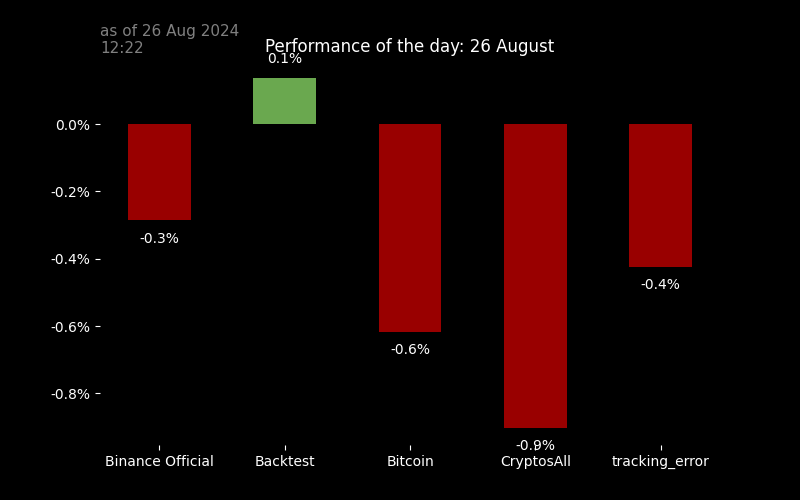 as of 26 Aug 2024
12:22
Performance of the day: 26 August
0.1%
0.0%
-0.2%
-0.3%
-0.4%
-0.4%
-0.6%
-0.6%
-0.8%
-0.9%
Binance Official
Backtest
Bitcoin
CryptosAll
tracking_error